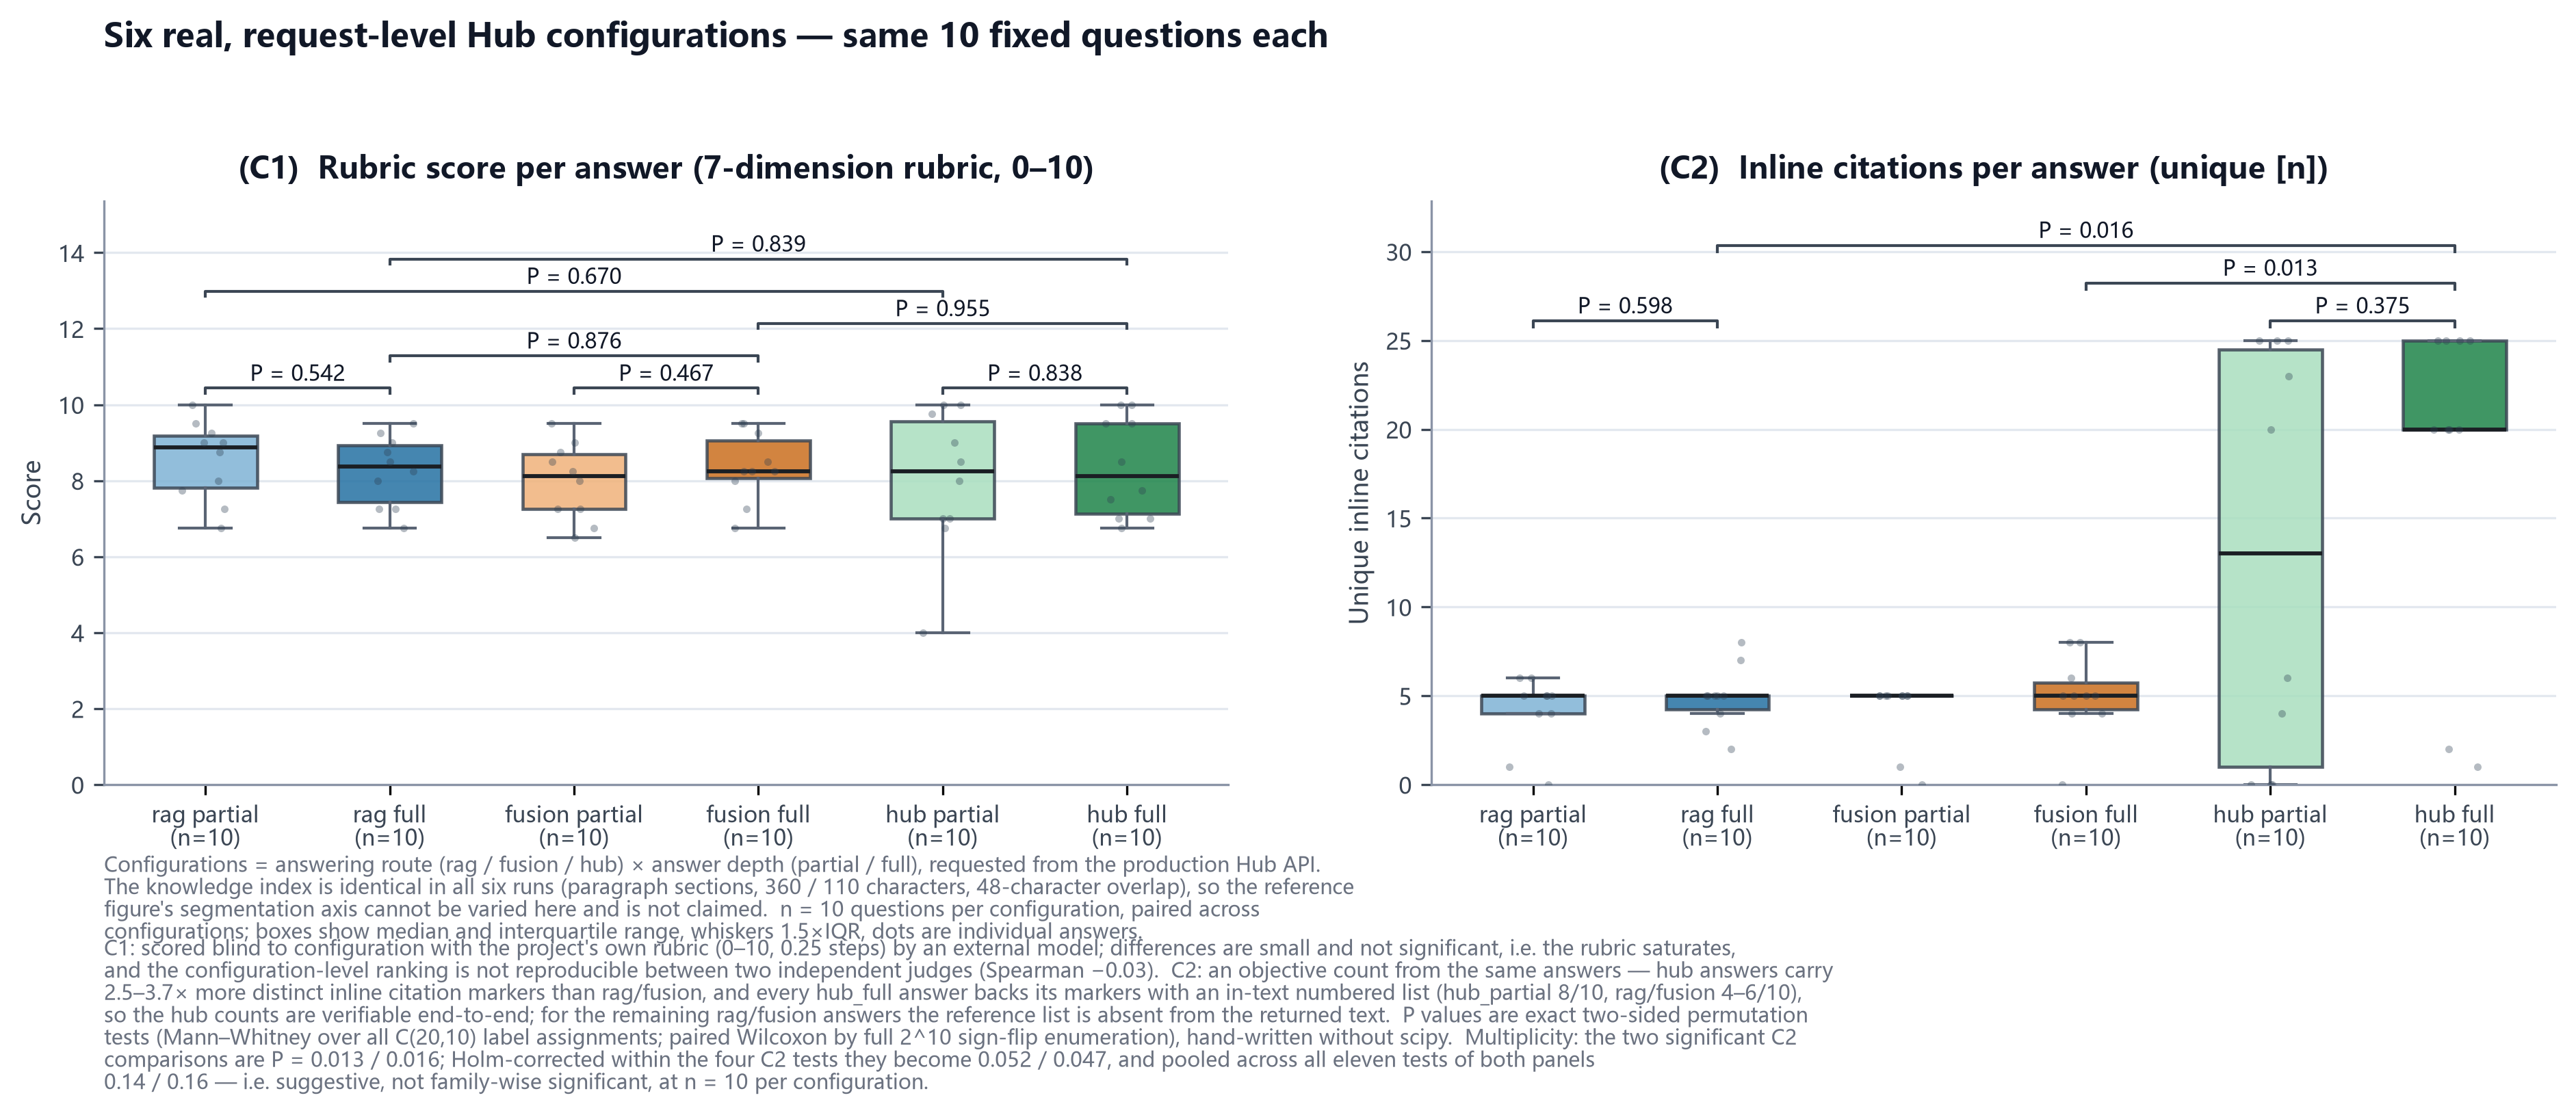 Six real, request-level Hub configurations — same 10 fixed questions each
(C1)  Rubric score per answer (7-dimension rubric, 0–10)
P = 0.839
P = 0.670
P = 0.955
P = 0.876
P = 0.542
P = 0.467
P = 0.838
Score
14
12
10
8
6
4
2
0
rag partial
(n=10)
rag full
(n=10)
fusion partial
(n=10)
fusion full
(n=10)
hub partial
(n=10)
hub full
(n=10)
(C2)  Inline citations per answer (unique [n])
P = 0.016
P = 0.013
P = 0.598
P = 0.375
Unique inline citations
30
25
20
15
10
5
0
rag partial
(n=10)
rag full
(n=10)
fusion partial
(n=10)
fusion full
(n=10)
hub partial
(n=10)
hub full
(n=10)
Configurations = answering route (rag / fusion / hub) × answer depth (partial / full), requested from the production Hub API.
The knowledge index is identical in all six runs (paragraph sections, 360 / 110 characters, 48-character overlap), so the reference
figure's segmentation axis cannot be varied here and is not claimed.  n = 10 questions per configuration, paired across
configurations; boxes show median and interquartile range, whiskers 1.5×IQR, dots are individual answers.
C1: scored blind to configuration with the project's own rubric (0–10, 0.25 steps) by an external model; differences are small and not significant, i.e. the rubric saturates,
and the configuration-level ranking is not reproducible between two independent judges (Spearman −0.03).  C2: an objective count from the same answers — hub answers carry
2.5–3.7× more distinct inline citation markers than rag/fusion, and every hub_full answer backs its markers with an in-text numbered list (hub_partial 8/10, rag/fusion 4–6/10),
so the hub counts are verifiable end-to-end; for the remaining rag/fusion answers the reference list is absent from the returned text.  P values are exact two-sided permutation
tests (Mann–Whitney over all C(20,10) label assignments; paired Wilcoxon by full 2^10 sign-flip enumeration), hand-written without scipy.  Multiplicity: the two significant C2
comparisons are P = 0.013 / 0.016; Holm-corrected within the four C2 tests they become 0.052 / 0.047, and pooled across all eleven tests of both panels
0.14 / 0.16 — i.e. suggestive, not family-wise significant, at n = 10 per configuration.